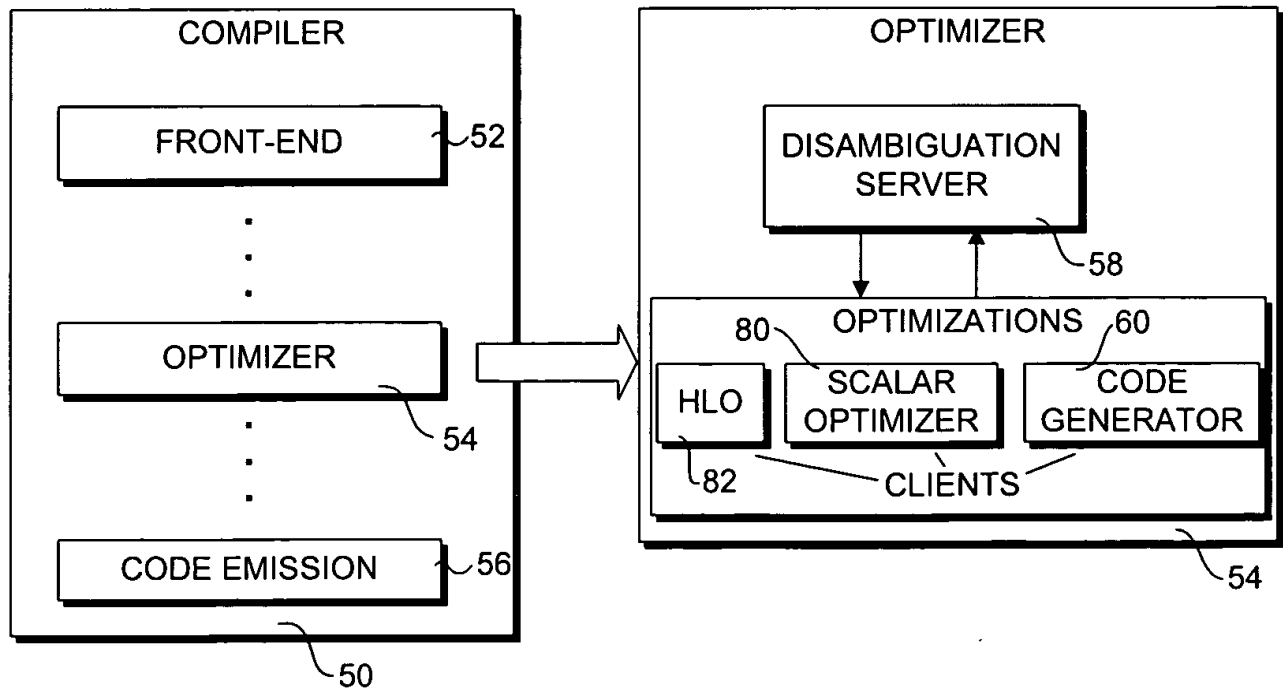 COMPILER
FRONT-END
52
OPTIMIZER
54
CODE EMISSION
56
50
OPTIMIZER
DISAMBIGUATION
SERVER
58
OPTIMIZATIONS
80
60
HLO
SCALAR
OPTIMIZER
CODE
GENERATOR
82
CLIENTS
54